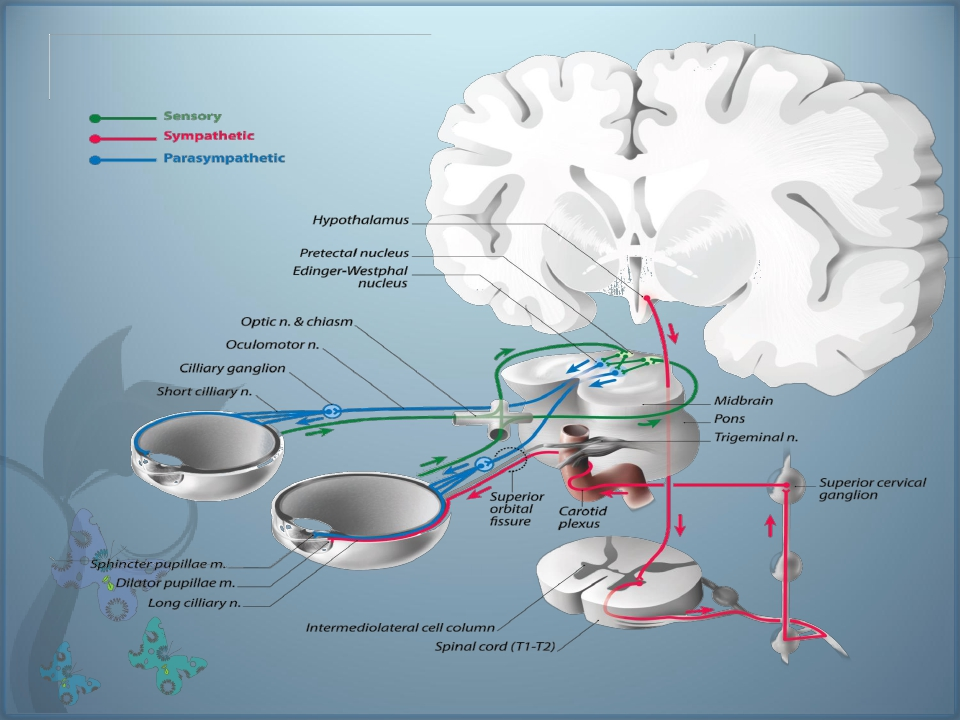 Sensory
Sympathetic
Parasympathetic
Hypothalamus
Pretectal nucleus
Edinger-Westphal
nucleus
Optic n. & chiasm
Oculomotor n.
Cilliary ganglion
Short cilliary n.
Midbrain
Pons
Trigeminal n.
Superior cervical
ganglion
Superior
orbital
fissure
Carotid
plexus
Sphincter pupillae m.
Dilator pupillae m.
Long cilliary n.
Intermediolateral cell column
Spinal cord (T1-T2)